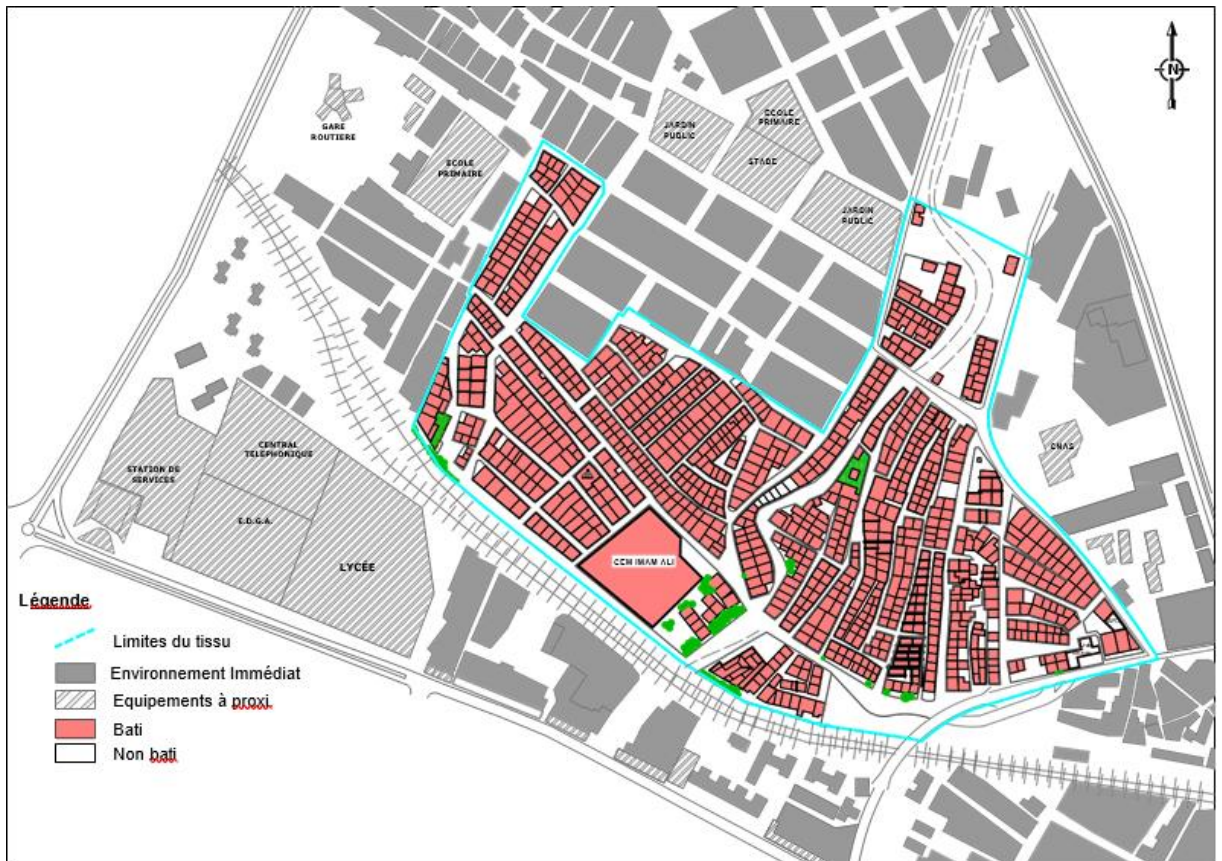 N
GARE
ROUTIERE
ECOLE
PRIMAIRE
JARDIN
PUBLIC
ECOLE
PRIMAIRE
STADE
JARDIN
PUBLIC
CNAS
CENTRAL
TELEPHONIQUE
STATION DE
SERVICES
E.D.G.A.
LYCÉE
CEM IMAM ALI
Légende
Limites du tissu
Environnement Immédiat
Equipements à proxi.
Bati
Non bati